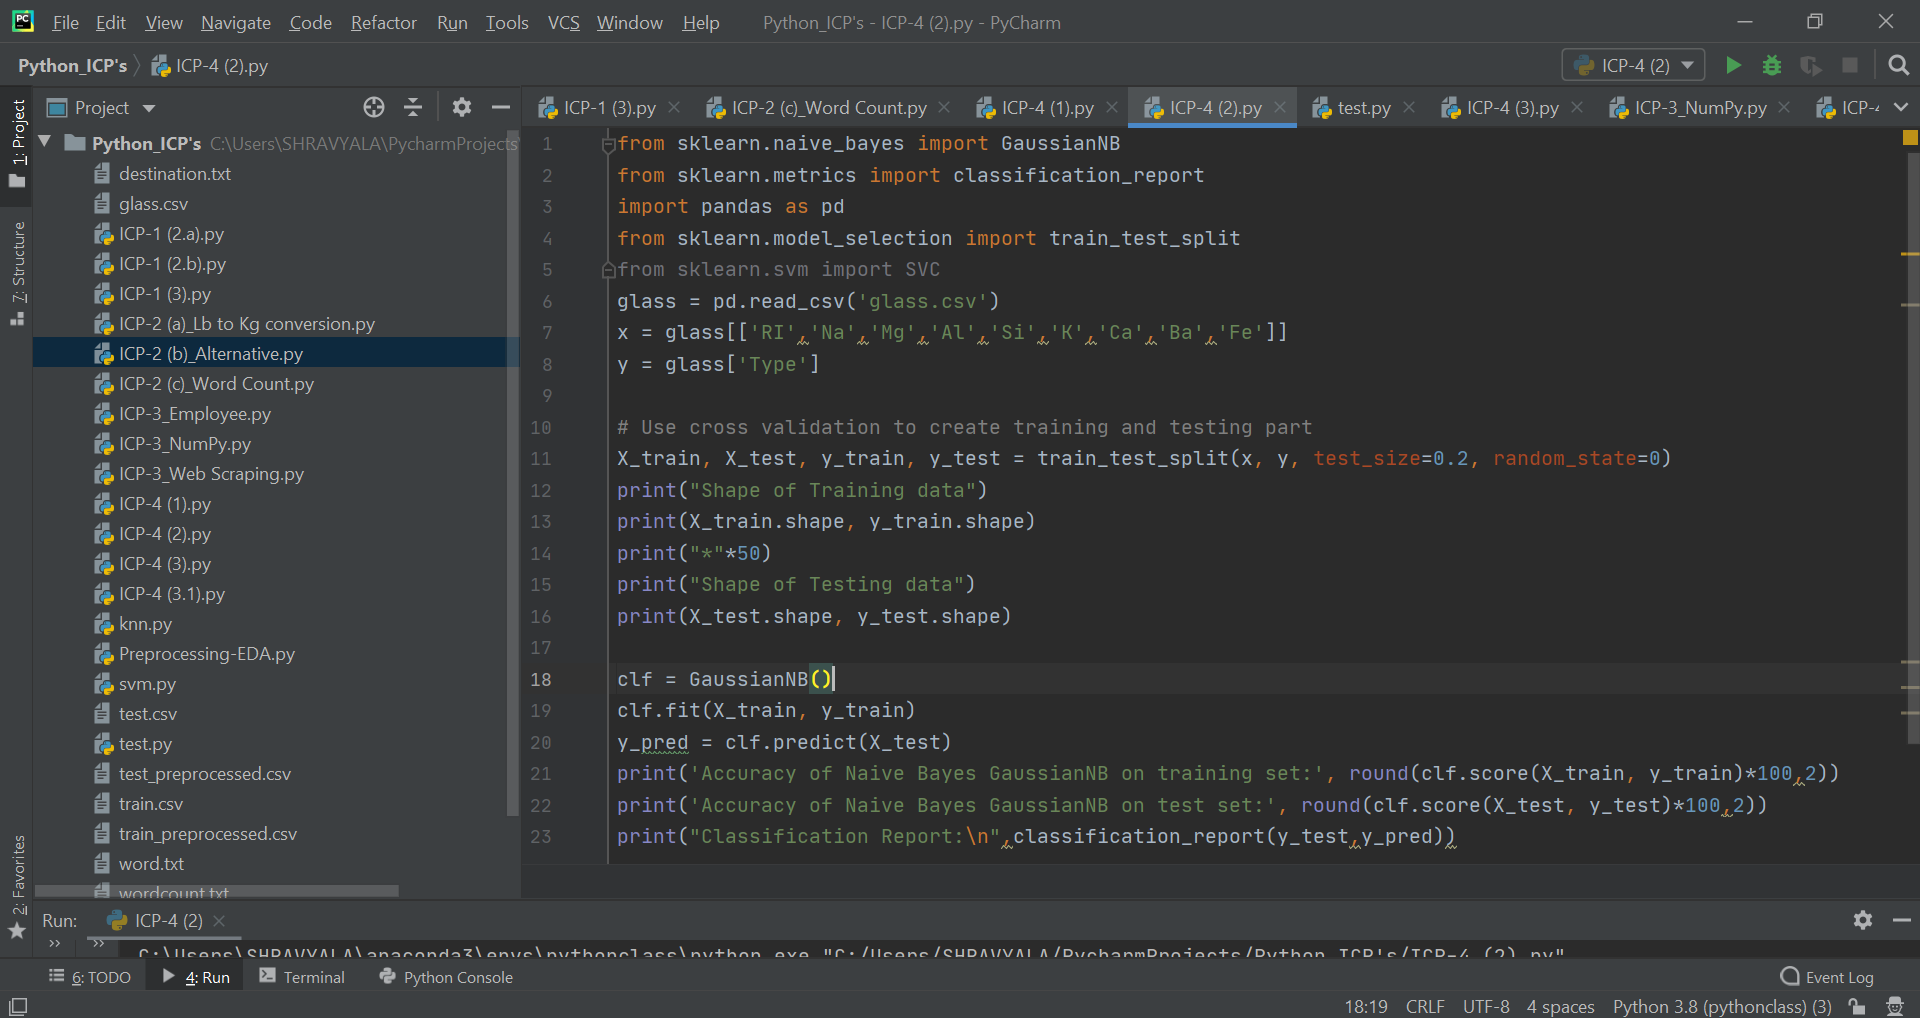 PC File Edit View Navigate Code Refactor Run Tools VCS Window Help Python_ICP's - ICP-4 (2).py - PyCharm
Python_ICP's ICP-4 (2).py ICP-4 (2)
Project
ICP-1 (3).py ICP-2 (c)_Word Count.py ICP-4 (1).py ICP-4 (2).py test.py ICP-4 (3).py ICP-3_NumPy.py ICP-4
1: Project
7: Structure
2: Favorites
Python_ICP's C:\Users\SHRAVYALA\PycharmProjects
destination.txt
glass.csv
ICP-1 (2.a).py
ICP-1 (2.b).py
ICP-1 (3).py
ICP-2 (a)_Lb to Kg conversion.py
ICP-2 (b)_Alternative.py
ICP-2 (c)_Word Count.py
ICP-3_Employee.py
ICP-3_NumPy.py
ICP-3_Web Scraping.py
ICP-4 (1).py
ICP-4 (2).py
ICP-4 (3).py
ICP-4 (3.1).py
knn.py
Preprocessing-EDA.py
svm.py
test.csv
test.py
test_preprocessed.csv
train.csv
train_preprocessed.csv
word.txt
wordcount.txt
1 from sklearn.naive_bayes import GaussianNB
2 from sklearn.metrics import classification_report
3 import pandas as pd
4 from sklearn.model_selection import train_test_split
5 from sklearn.svm import SVC
6 glass = pd.read_csv('glass.csv')
7 x = glass[['RI','Na','Mg','Al','Si','K','Ca','Ba','Fe']]
8 y = glass['Type']
9
10 # Use cross validation to create training and testing part
11 X_train, X_test, y_train, y_test = train_test_split(x, y, test_size=0.2, random_state=0)
12 print("Shape of Training data")
13 print(X_train.shape, y_train.shape)
14 print("*"*50)
15 print("Shape of Testing data")
16 print(X_test.shape, y_test.shape)
17
18 clf = GaussianNB()
19 clf.fit(X_train, y_train)
20 y_pred = clf.predict(X_test)
21 print('Accuracy of Naive Bayes GaussianNB on training set:', round(clf.score(X_train, y_train)*100,2))
22 print('Accuracy of Naive Bayes GaussianNB on test set:', round(clf.score(X_test, y_test)*100,2))
23 print("Classification Report:\n",classification_report(y_test,y_pred))
Run: ICP-4 (2)
C:\Users\SHRAVYALA\anaconda3\envs\pythonclass\python.exe "C:/Users/SHRAVYALA/PycharmProjects/Python_ICP's/ICP-4 (2).py"
6: TODO 4: Run Terminal Python Console Event Log
18:19 CRLF UTF-8 4 spaces Python 3.8 (pythonclass) (3)